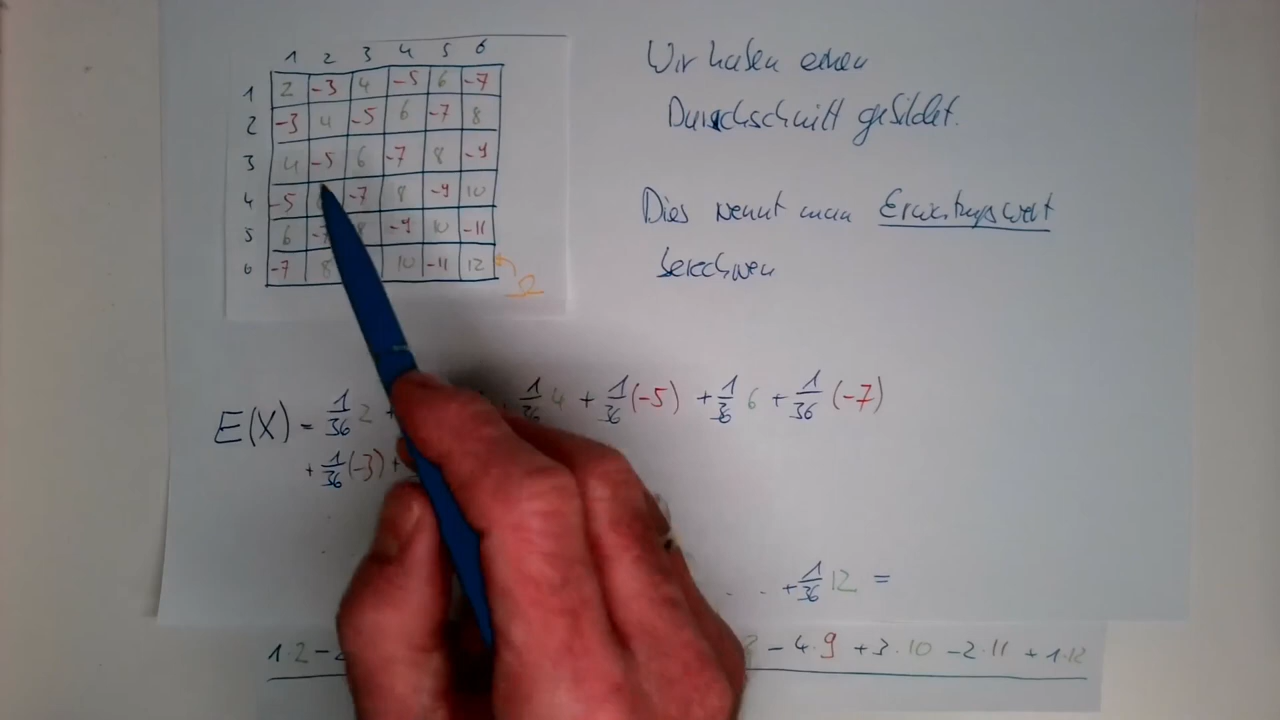 1 2 3 4 5 6
1 2 -3 4 -5 6 -7
2 -3 4 -5 6 -7 8
3 4 -5 6 -7 8 -9
4 -5 -7 8 -9 10
5 6 -9 10 -11
6 -7 8 10 -11 12
Ω
Wir haben einen
Durchschnitt gebildet.
Dies nennt man Erwartungswert
berechnen
E(X) = 1/36 2 + 1/36 4 + 1/36 (-5) + 1/36 6 + 1/36 (-7)
+ 1/36 (-3) +
. . + 1/36 12 =
1·2 - - 4·9 + 3·10 - 2·11 + 1·12